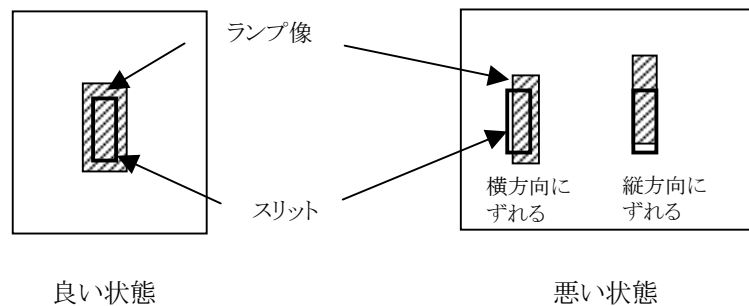 ランプ像
スリット
横方向に
ずれる
縦方向に
ずれる
良い状態
悪い状態